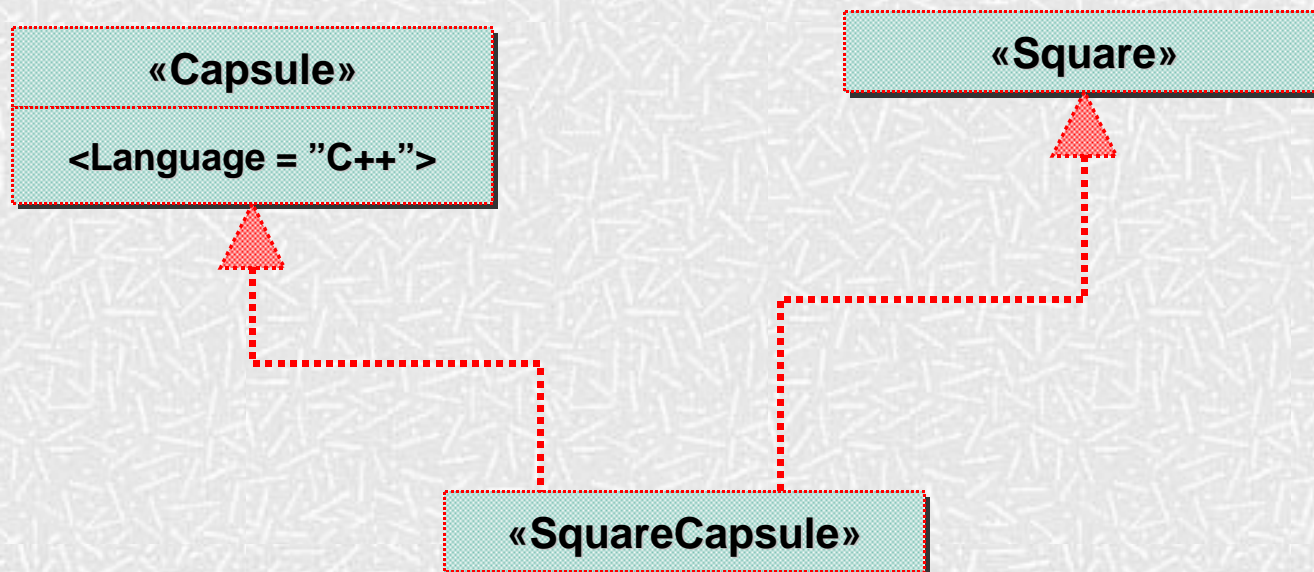 «Capsule»
<Language = ”C++”>
«Square»
«SquareCapsule»